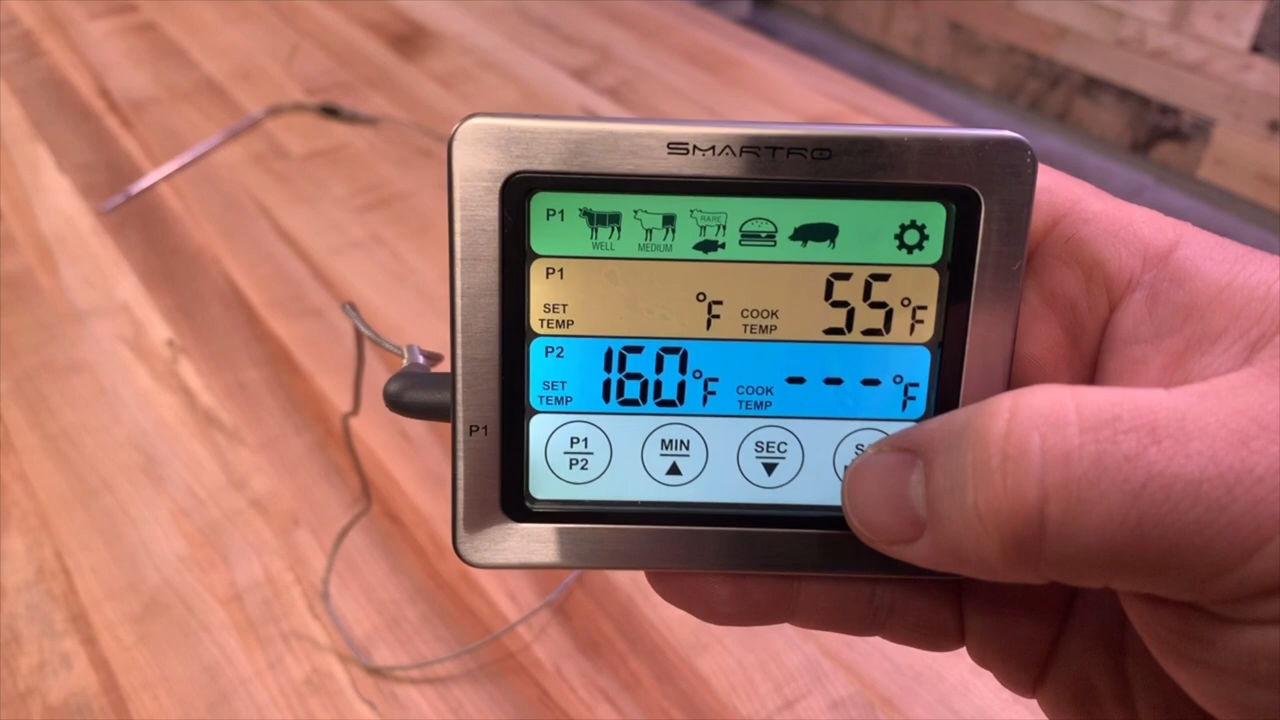 SMARTRO
P1
WELL
MEDIUM
RARE
P1
SET TEMP
°F
COOK TEMP
55°F
P2
SET TEMP
160°F
COOK TEMP
---°F
P1
P1
P2
MIN
SEC